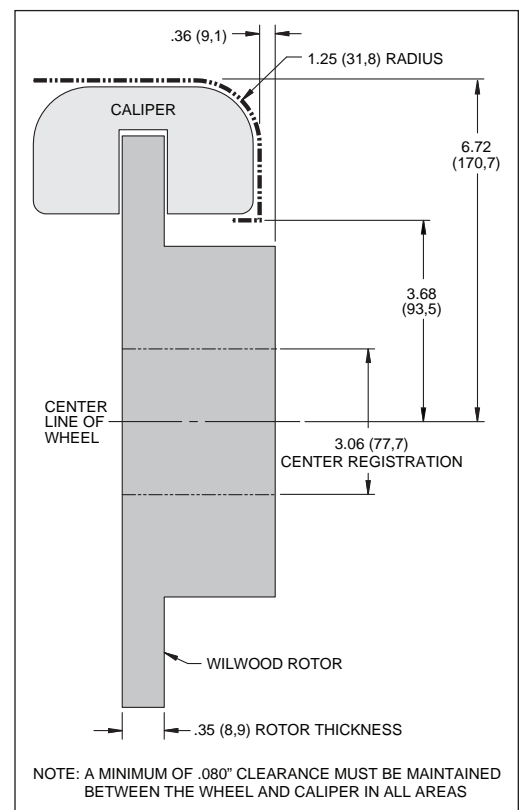 .36 (9,1)
1.25 (31,8) RADIUS
CALIPER
6.72
(170,7)
3.68
(93,5)
CENTER
LINE OF
WHEEL
3.06 (77,7)
CENTER REGISTRATION
WILWOOD ROTOR
.35 (8,9) ROTOR THICKNESS
NOTE: A MINIMUM OF .080" CLEARANCE MUST BE MAINTAINED
BETWEEN THE WHEEL AND CALIPER IN ALL AREAS